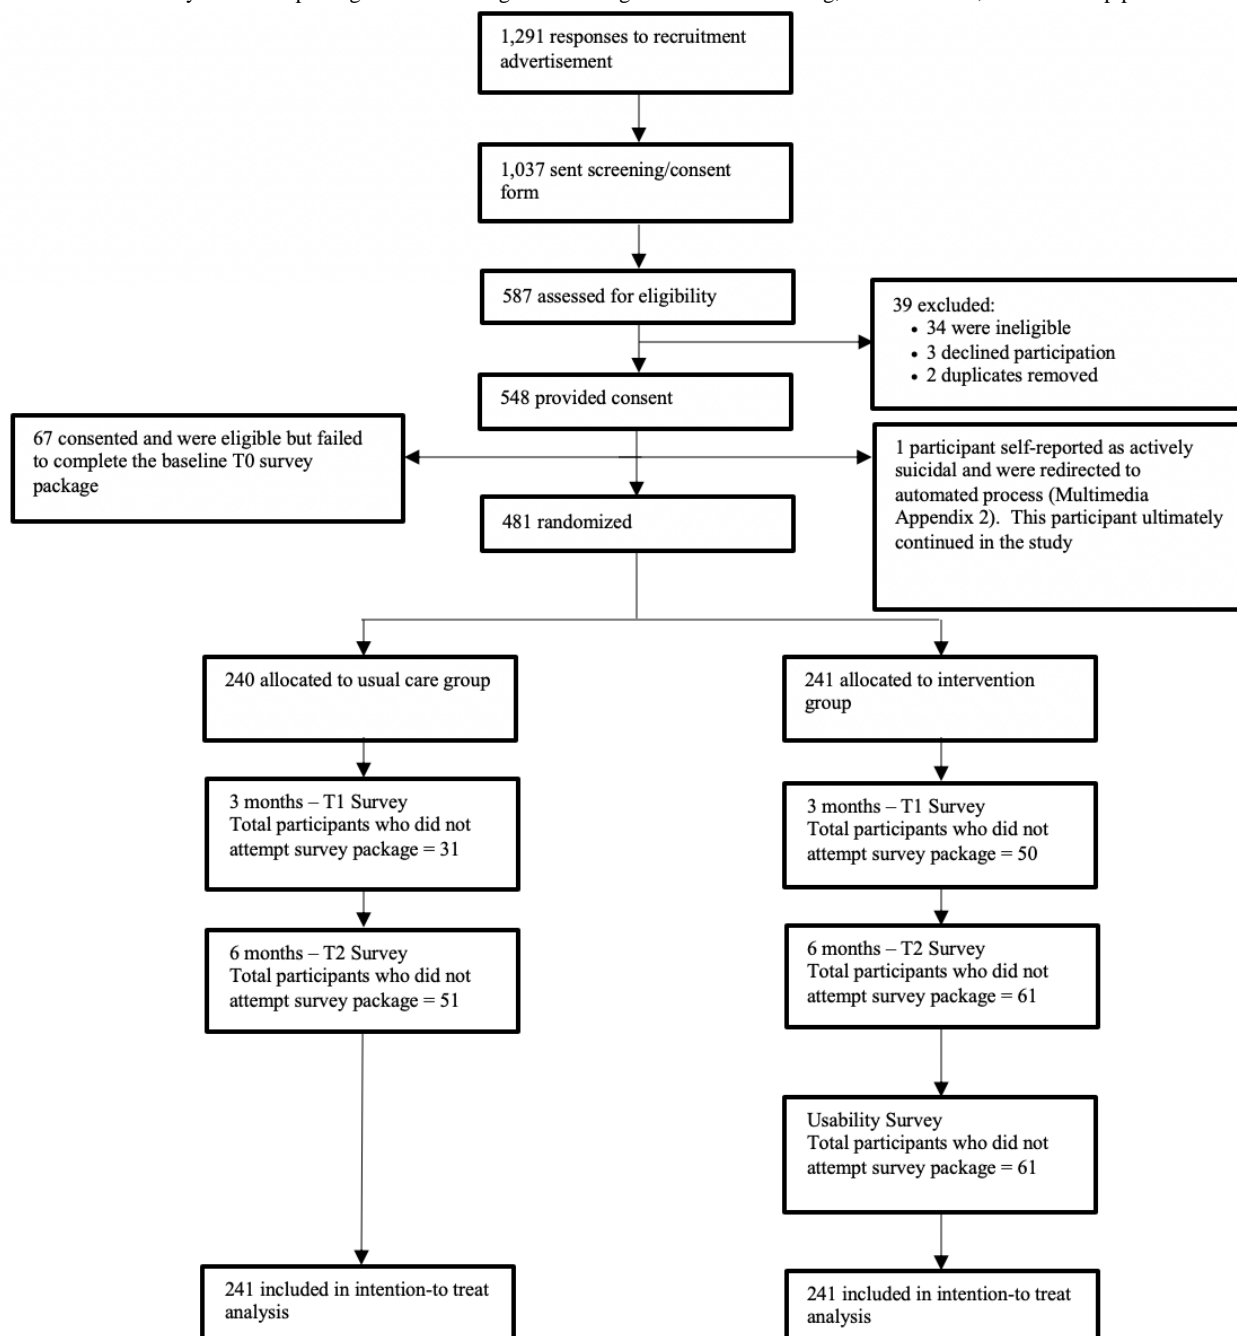 1,291 responses to recruitment
advertisement
1,037 sent screening/consent
form
587 assessed for eligibility
39 excluded:
• 34 were ineligible
• 3 declined participation
• 2 duplicates removed
548 provided consent
67 consented and were eligible but failed
to complete the baseline T0 survey
package
1 participant self-reported as actively
suicidal and were redirected to
automated process (Multimedia
Appendix 2). This participant ultimately
continued in the study
481 randomized
240 allocated to usual care group
241 allocated to intervention
group
3 months – T1 Survey
Total participants who did not
attempt survey package = 31
3 months – T1 Survey
Total participants who did not
attempt survey package = 50
6 months – T2 Survey
Total participants who did not
attempt survey package = 51
6 months – T2 Survey
Total participants who did not
attempt survey package = 61
Usability Survey
Total participants who did not
attempt survey package = 61
241 included in intention-to treat
analysis
241 included in intention-to treat
analysis